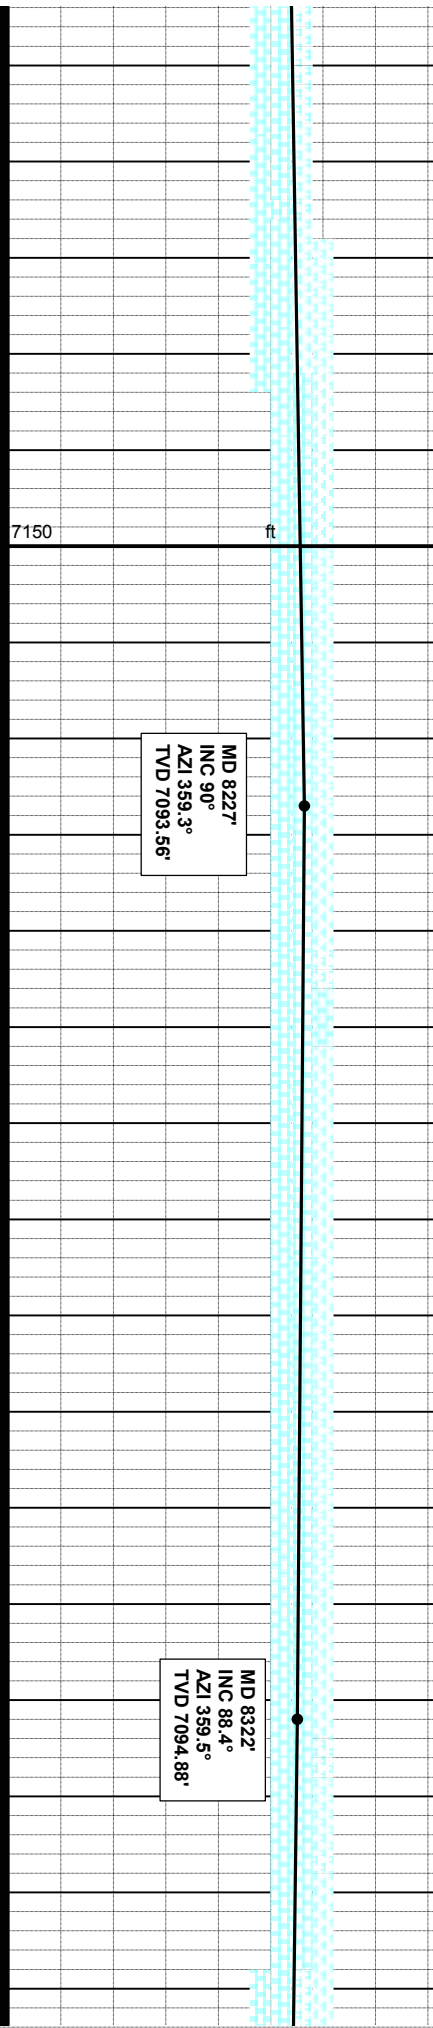 7150
ft
MD 8227'
INC 90°
AZI 359.3°
TVD 7093.56'
MD 8322'
INC 88.4°
AZI 359.5°
TVD 7094.88'